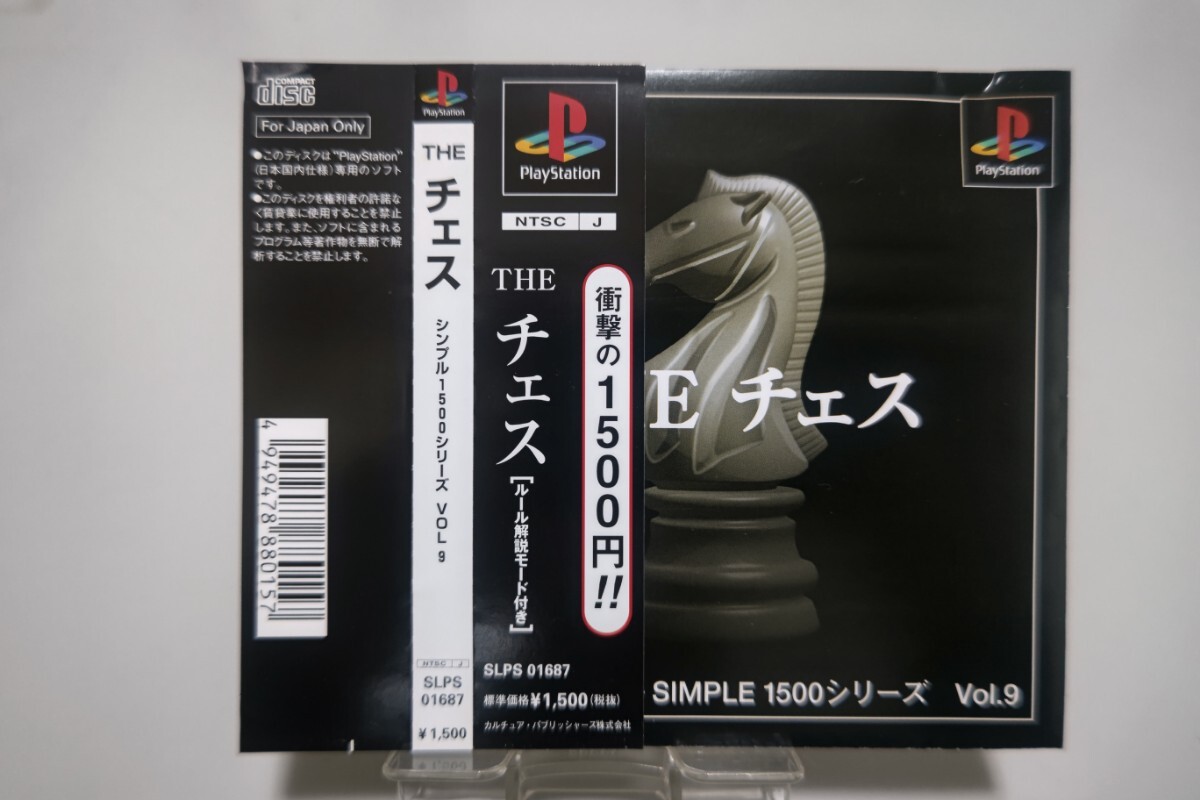 COMPACT
disc
For Japan Only
●このディスクは"PlayStation"
(日本国内仕様)専用のソフト
です。
●このディスクを権利者の許諾な
く賃貸業に使用することを禁止
します。また、ソフトに含まれる
プログラム等著作物を無断で解
析することを禁止します。
4 949478 880157
PlayStation
THE
チェス
シンプル1500シリーズ VOL 9
NTSC J
SLPS
01687
¥1,500
PlayStation
NTSC J
THE
チェス
[ルール解説モード付き]
衝撃の1500円!!
SLPS 01687
標準価格¥1,500(税抜)
カルチュア・パブリッシャーズ株式会社
PlayStation
E チェス
SIMPLE 1500シリーズ Vol.9